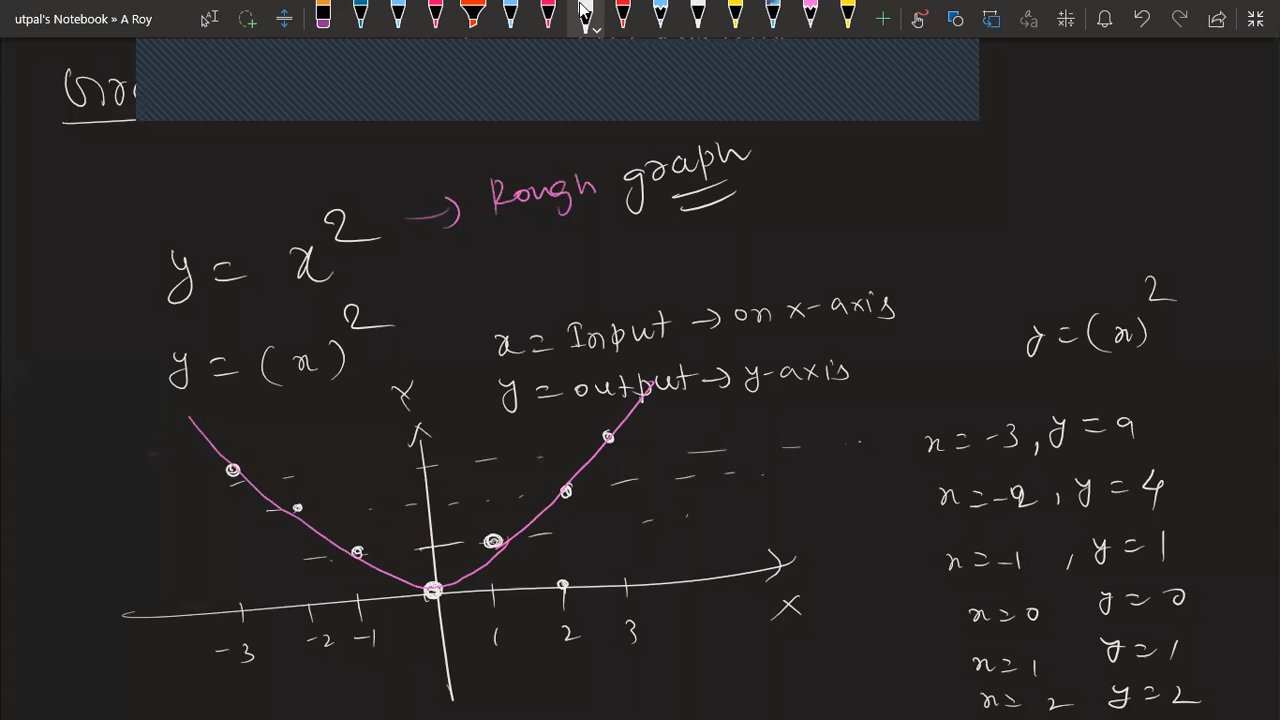 utpal's Notebook » A Roy
y = x² → Rough graph
y = (x)²
x = Input → on x-axis
y = output → y-axis
Y
X
-3 -2 -1 1 2 3
y = (x)²
x = -3, y = 9
x = -2, y = 4
x = -1, y = 1
x = 0 y = 0
x = 1 y = 1
x = 2 y = 2